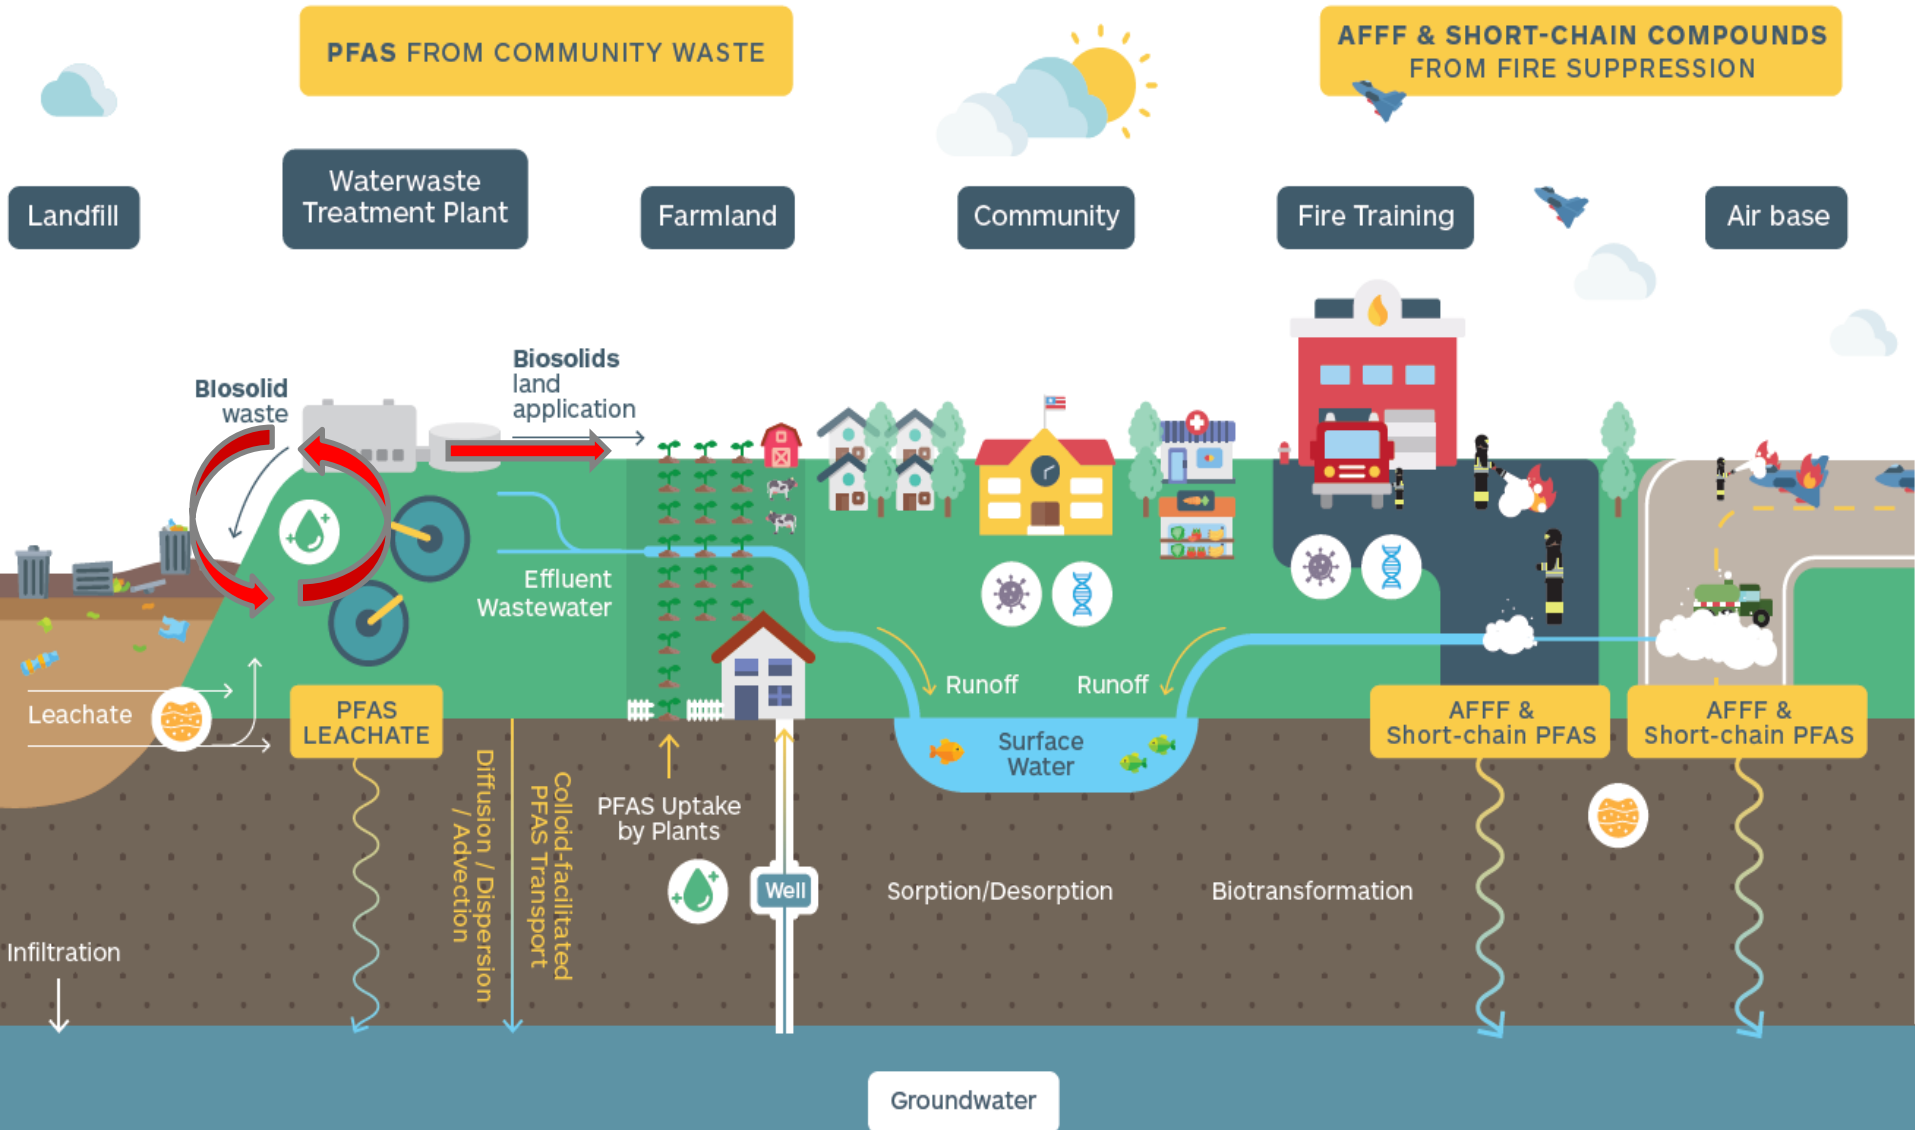 PFAS FROM COMMUNITY WASTE
AFFF & SHORT-CHAIN COMPOUNDS
FROM FIRE SUPPRESSION
Landfill
Waterwaste
Treatment Plant
Farmland
Community
Fire Training
Air base
BIosolid
waste
Biosolids
land
application
Effluent
Wastewater
Runoff
Runoff
Leachate
PFAS
LEACHATE
Surface
Water
AFFF &
Short-chain PFAS
AFFF &
Short-chain PFAS
Diffusion / Dispersion
/ Advection
Colloid-facilitated
PFAS Transport
PFAS Uptake
by Plants
Well
Sorption/Desorption
Biotransformation
Infiltration
Groundwater